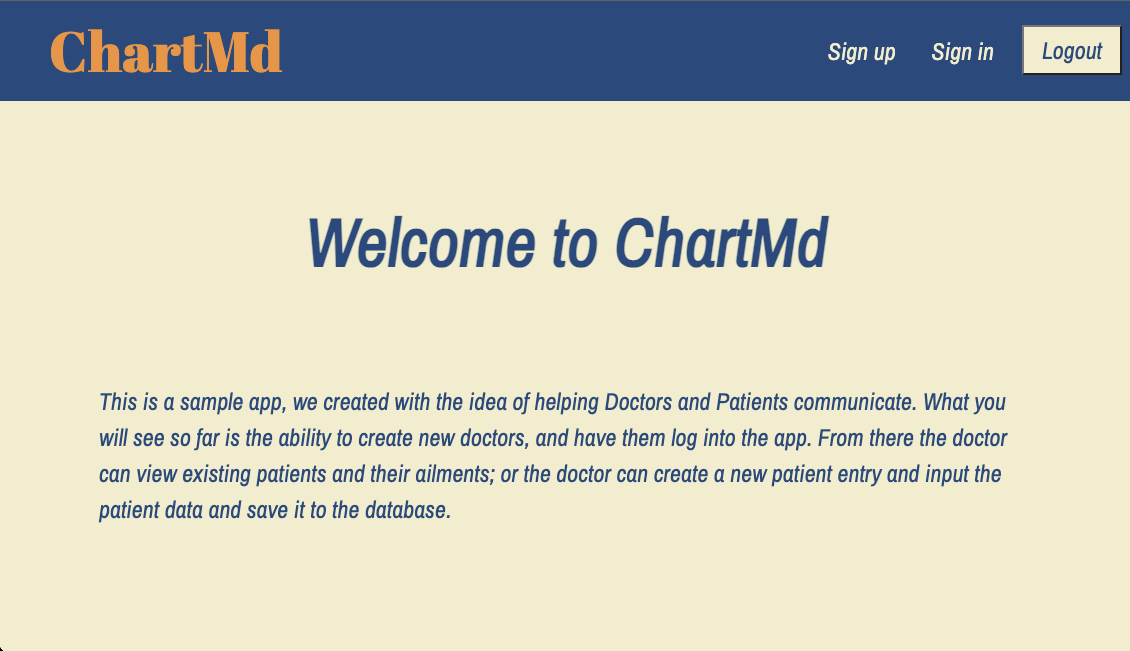 ChartMd
Sign up
Sign in
Logout
Welcome to ChartMd
This is a sample app, we created with the idea of helping Doctors and Patients communicate. What you
will see so far is the ability to create new doctors, and have them log into the app. From there the doctor
can view existing patients and their ailments; or the doctor can create a new patient entry and input the
patient data and save it to the database.